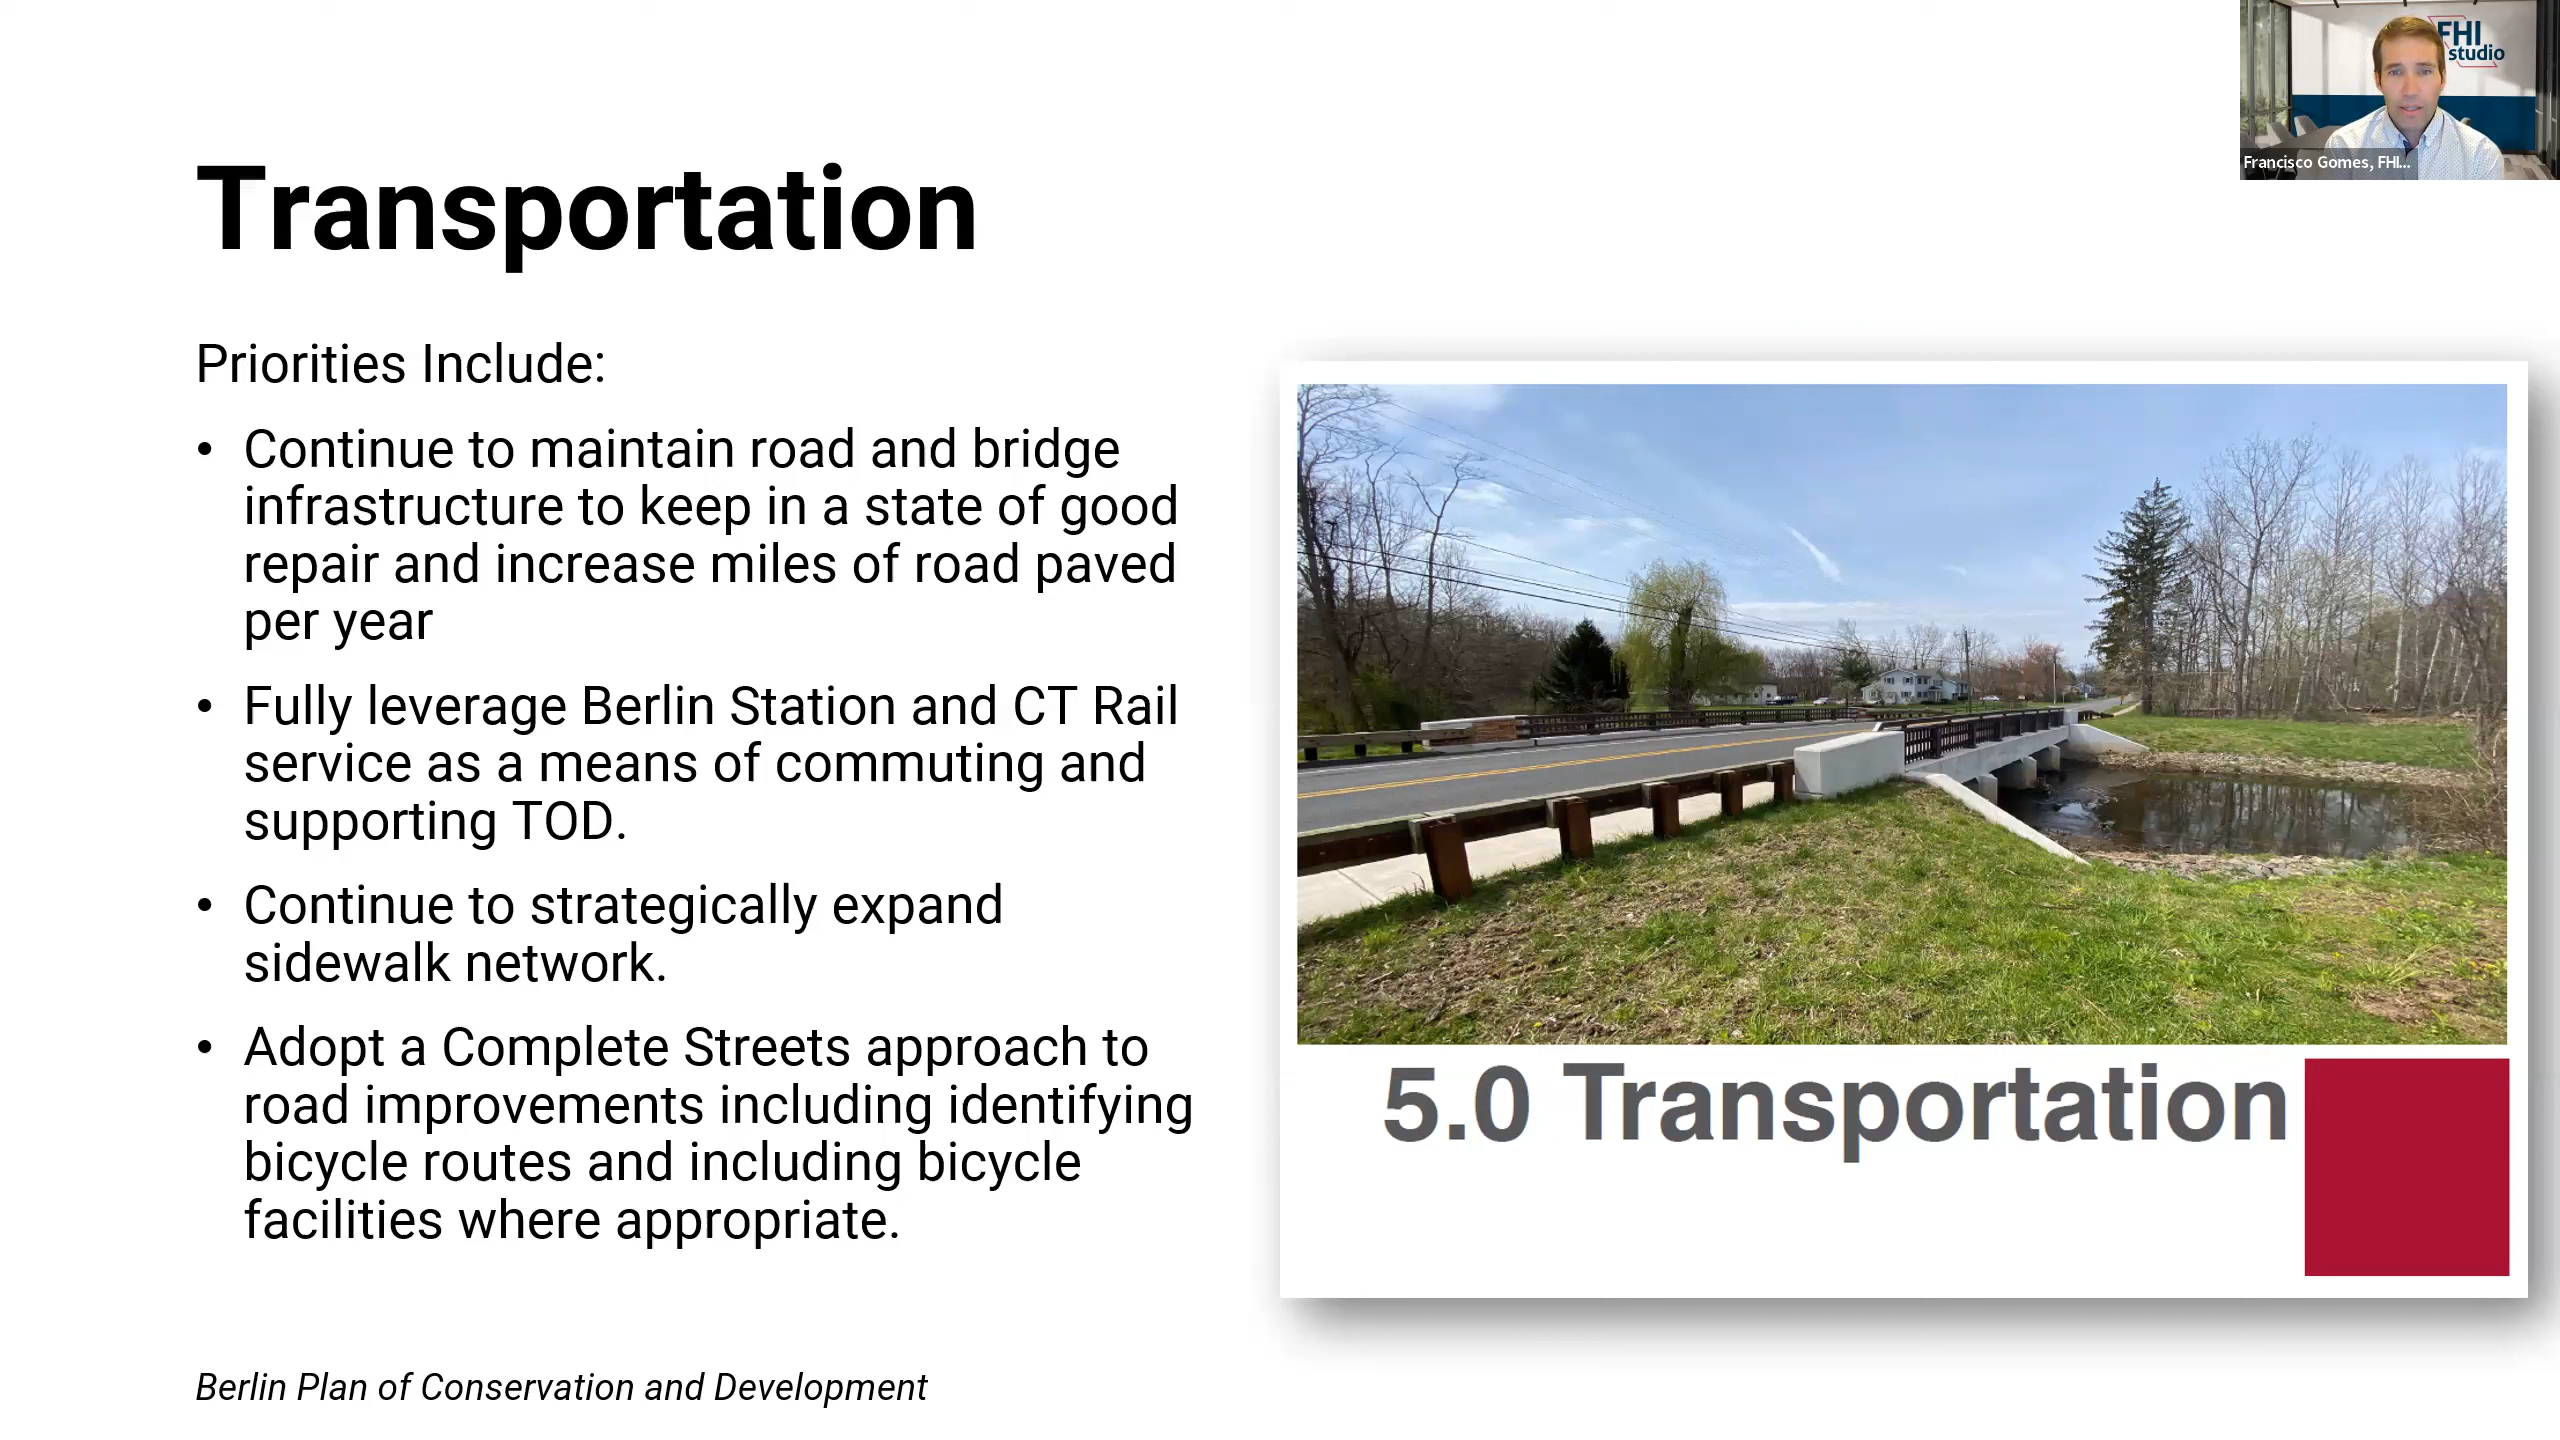 FHI
studio
Francisco Gomes, FHI...
Transportation
Priorities Include:
• Continue to maintain road and bridge
infrastructure to keep in a state of good
repair and increase miles of road paved
per year
• Fully leverage Berlin Station and CT Rail
service as a means of commuting and
supporting TOD.
• Continue to strategically expand
sidewalk network.
• Adopt a Complete Streets approach to
road improvements including identifying
bicycle routes and including bicycle
facilities where appropriate.
5.0 Transportation
Berlin Plan of Conservation and Development